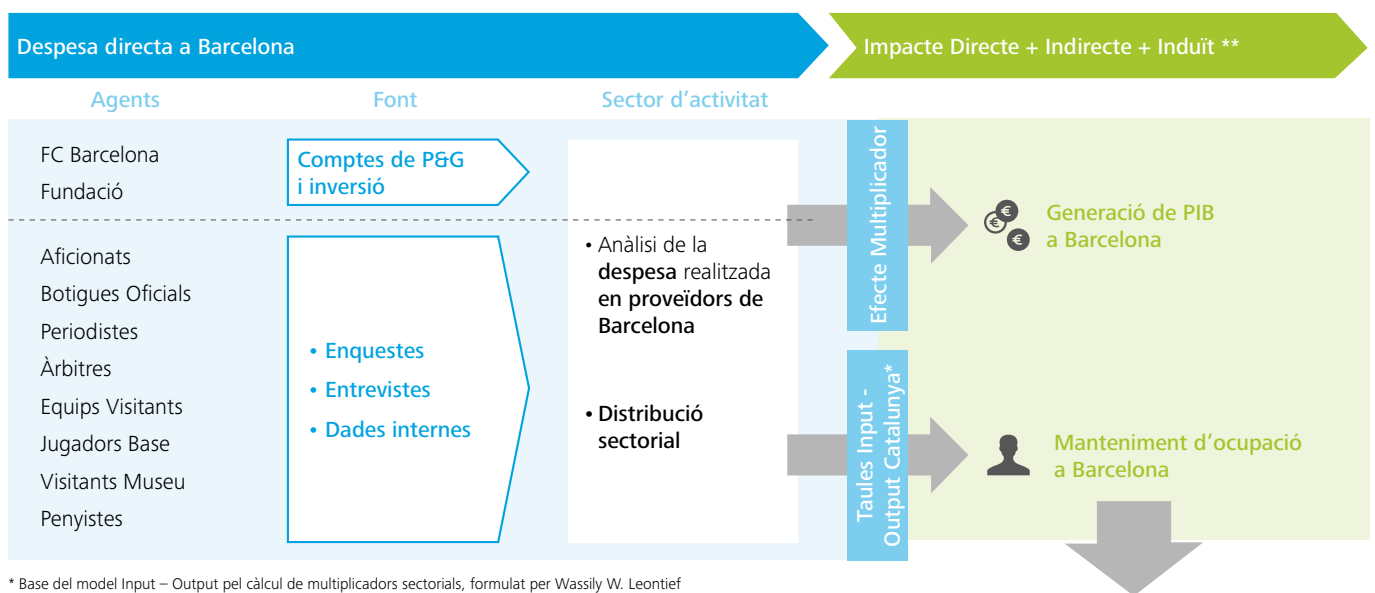 Despesa directa a Barcelona
Impacte Directe + Indirecte + Induït **
Agents
Font
Sector d'activitat
FC Barcelona
Fundació
Comptes de P&G
i inversió
Aficionats
Botigues Oficials
Periodistes
Àrbitres
Equips Visitants
Jugadors Base
Visitants Museu
Penyistes
• Enquestes
• Entrevistes
• Dades internes
• Anàlisi de la
despesa realitzada
en proveïdors de
Barcelona
• Distribució
sectorial
Efecte Multiplicador
Taules Input -
Output Catalunya*
€
€
€
Generació de PIB
a Barcelona
Manteniment d'ocupació
a Barcelona
* Base del model Input – Output pel càlcul de multiplicadors sectorials, formulat per Wassily W. Leontief